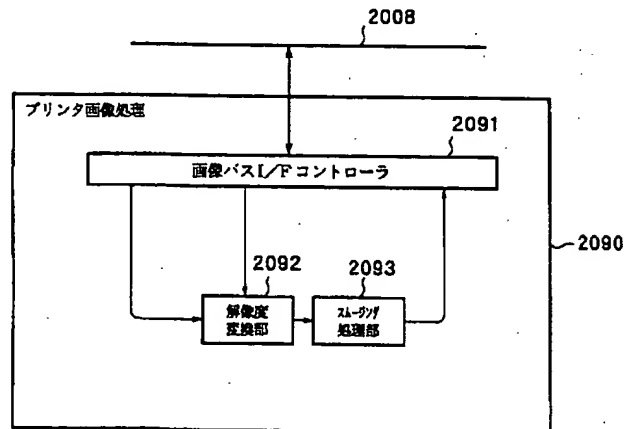 2008
プリンタ画像処理
2091
画像バスI/Fコントローラ
2090
2092
2093
解像度
変換部
スムージング
処理部